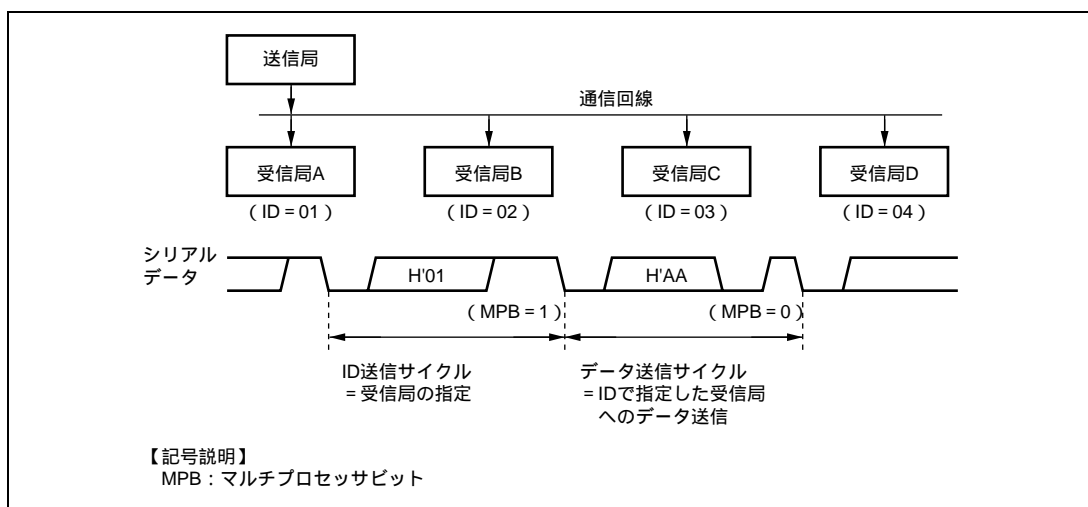 送信局
通信回線
受信局A 受信局B 受信局C 受信局D
(ID = 01) (ID = 02) (ID = 03) (ID = 04)
シリアル
データ
H'01 H'AA
(MPB = 1) (MPB = 0)
ID送信サイクル
= 受信局の指定
データ送信サイクル
= IDで指定した受信局
へのデータ送信
【記号説明】
MPB:マルチプロセッサビット